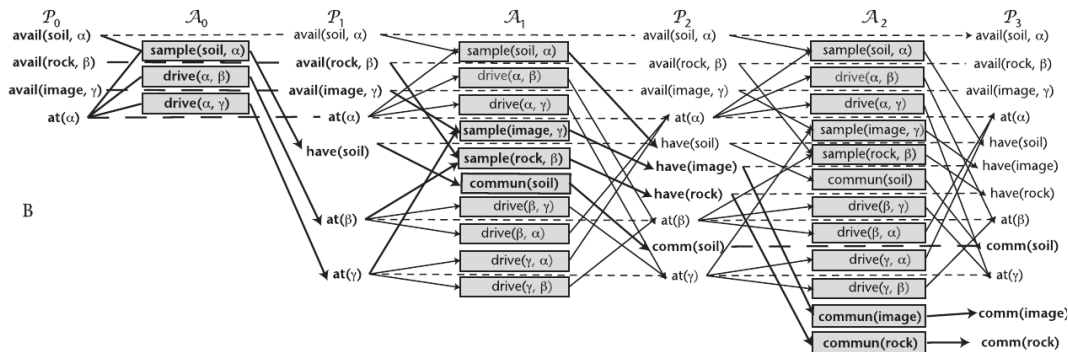 P₀ A₀ P₁ A₁ P₂ A₂ P₃
avail(soil, α) avail(soil, α) avail(soil, α) avail(soil, α)
sample(soil, α) sample(soil, α) sample(soil, α)
avail(rock, β) avail(rock, β) avail(rock, β) avail(rock, β)
drive(α, β) drive(α, β) drive(α, β)
avail(image, γ) avail(image, γ) avail(image, γ) avail(image, γ)
drive(α, γ) drive(α, γ) drive(α, γ)
at(α) at(α) at(α) at(α)
sample(image, γ) sample(image, γ)
have(soil) have(soil) have(soil)
sample(rock, β) sample(rock, β)
have(image) have(image)
commun(soil) commun(soil)
have(rock) have(rock)
B drive(β, γ) drive(β, γ)
at(β) at(β) at(β)
drive(β, α) drive(β, α)
comm(soil) comm(soil)
drive(γ, α) drive(γ, α)
at(γ) at(γ) at(γ)
drive(γ, β) drive(γ, β)
commun(image) comm(image)
commun(rock) comm(rock)